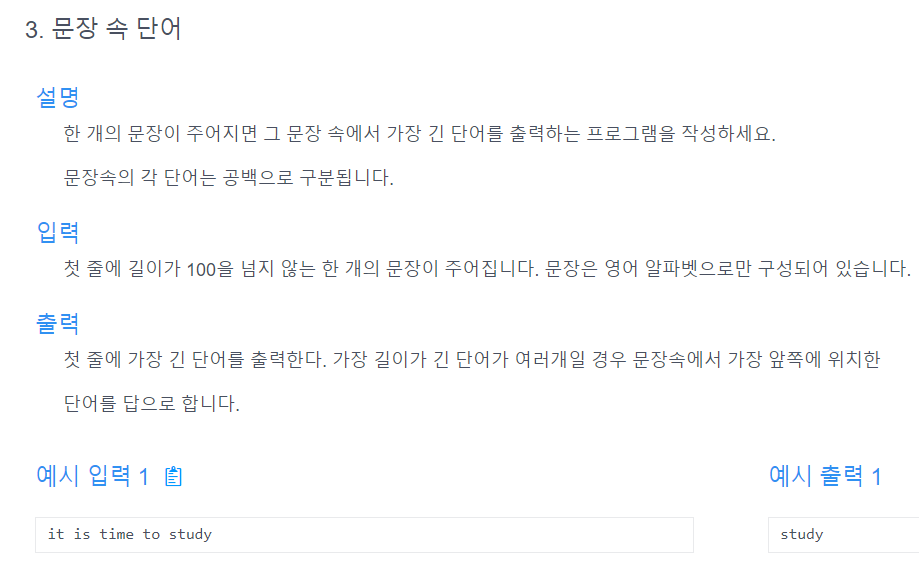 3. 문장 속 단어
설명
한 개의 문장이 주어지면 그 문장 속에서 가장 긴 단어를 출력하는 프로그램을 작성하세요.
문장속의 각 단어는 공백으로 구분됩니다.
입력
첫 줄에 길이가 100을 넘지 않는 한 개의 문장이 주어집니다. 문장은 영어 알파벳으로만 구성되어 있습니다.
출력
첫 줄에 가장 긴 단어를 출력한다. 가장 길이가 긴 단어가 여러개일 경우 문장속에서 가장 앞쪽에 위치한
단어를 답으로 합니다.
예시 입력 1
예시 출력 1
it is time to study
study